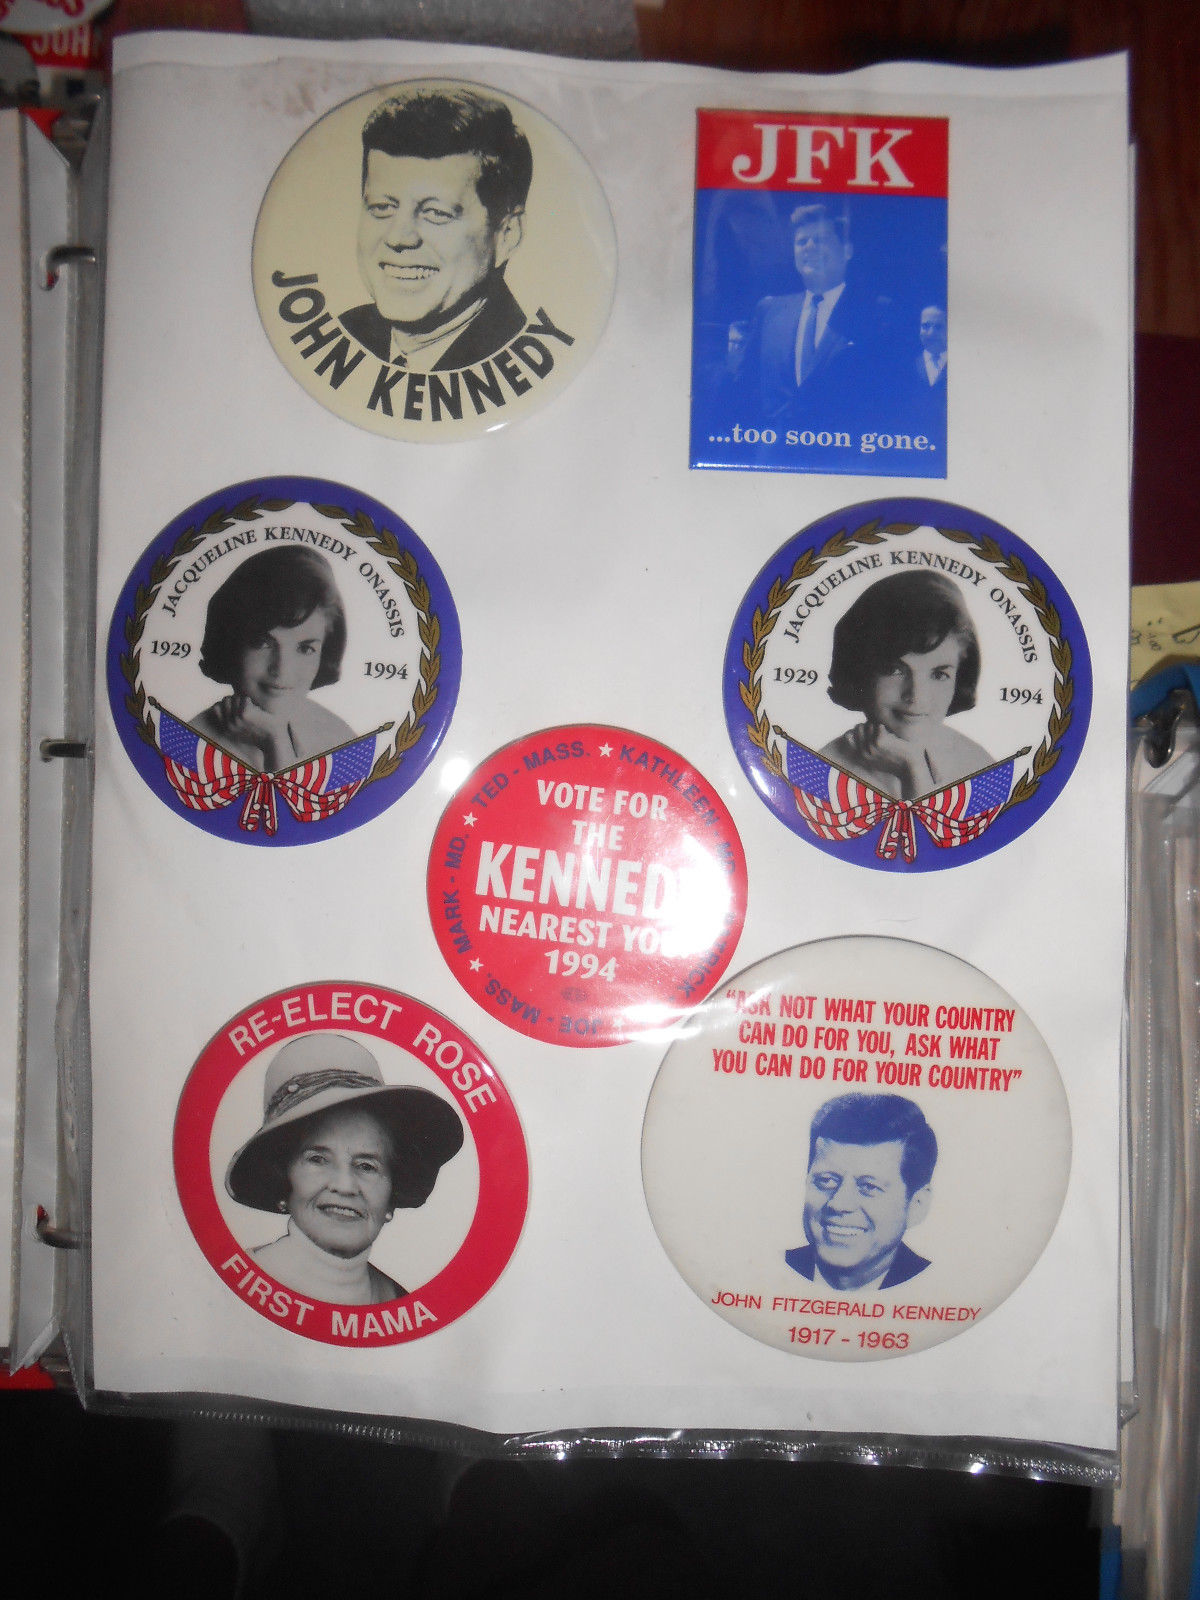 JOH
JOHN KENNEDY
JFK
...too soon gone.
JACQUELINE KENNEDY ONASSIS
1929
1994
JACQUELINE KENNEDY ONASSIS
1929
1994
TED - MASS. ★ KATHLEEN
MARK - MD. ★
JOE - MASS. ★
VOTE FOR
THE
KENNED
NEAREST YO
1994
RE-ELECT ROSE
FIRST MAMA
"ASK NOT WHAT YOUR COUNTRY
CAN DO FOR YOU, ASK WHAT
YOU CAN DO FOR YOUR COUNTRY"
JOHN FITZGERALD KENNEDY
1917 - 1963